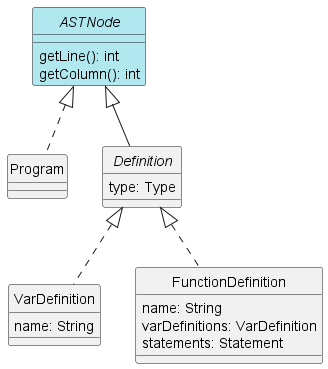 ASTNode
getLine(): int
getColumn(): int
Program
Definition
type: Type
VarDefinition
name: String
FunctionDefinition
name: String
varDefinitions: VarDefinition
statements: Statement